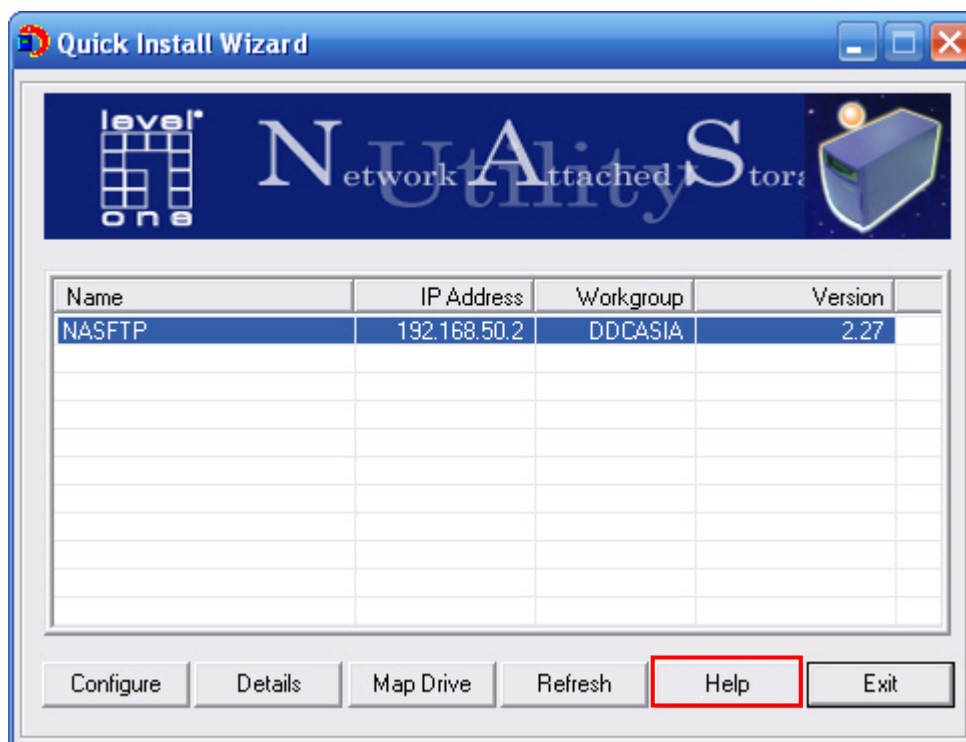 Quick Install Wizard
level
one
Network Attached Stora
Utility
Name IP Address Workgroup Version
NASFTP 192.168.50.2 DDCASIA 2.27
Configure Details Map Drive Refresh Help Exit